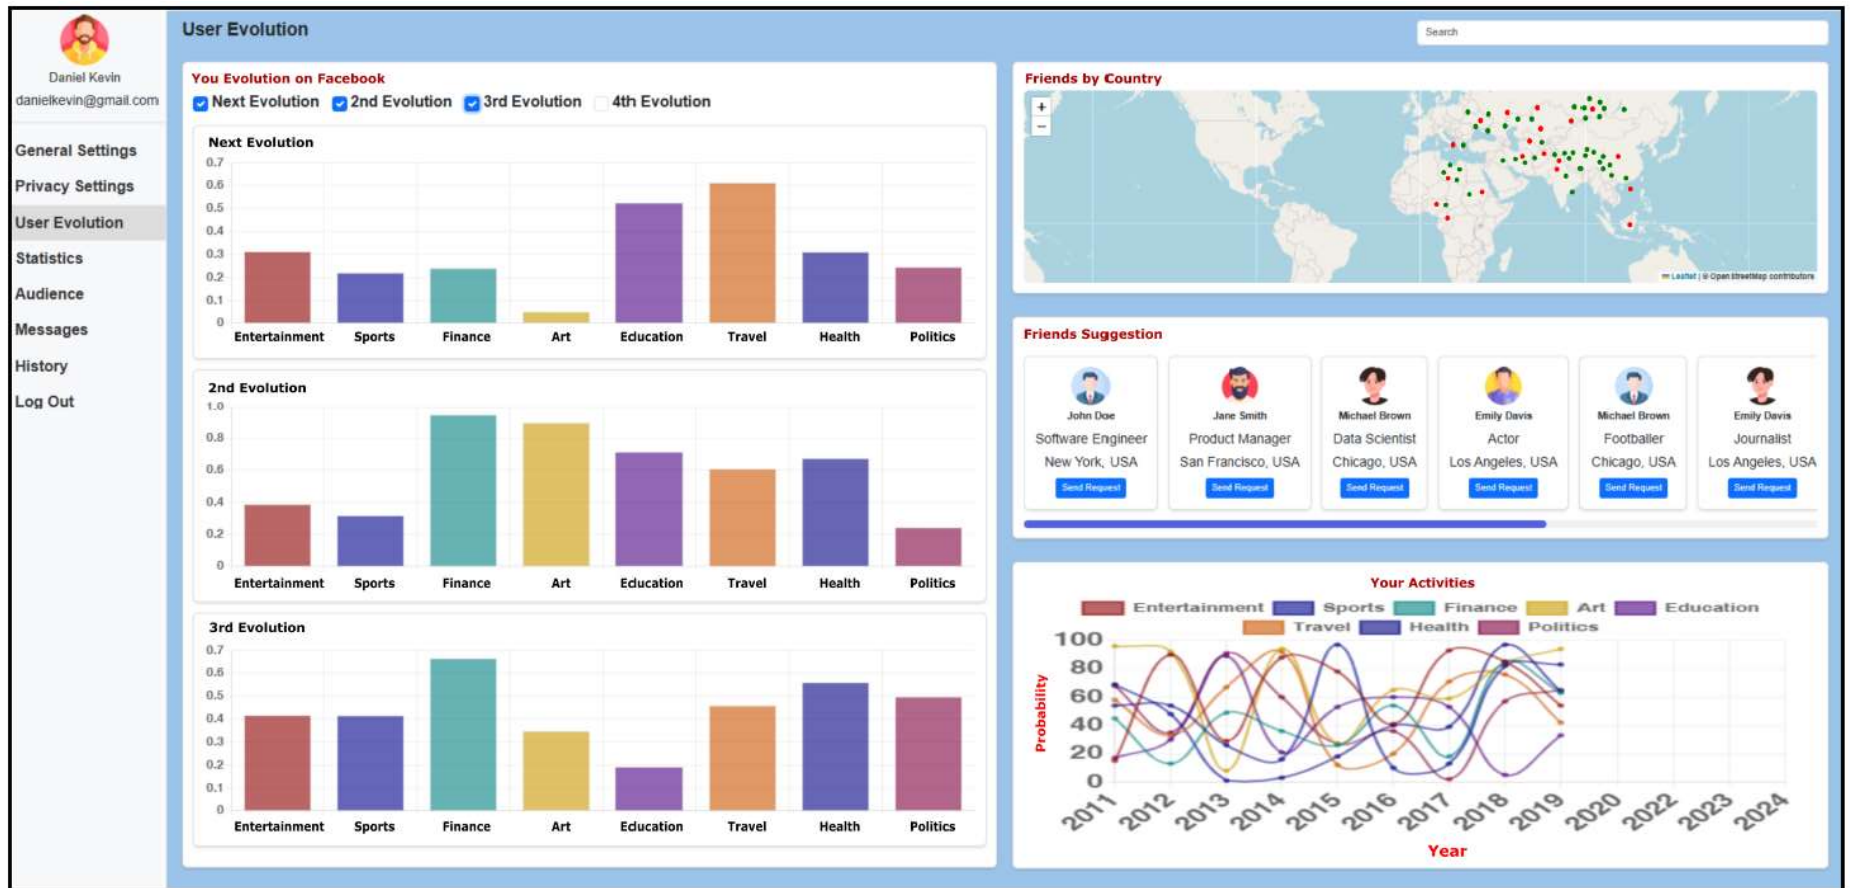 Daniel Kevin
danielkevin@gmail.com
General Settings
Privacy Settings
User Evolution
Statistics
Audience
Messages
History
Log Out
User Evolution
Search
You Evolution on Facebook
Next Evolution 2nd Evolution 3rd Evolution 4th Evolution
Next Evolution
0.7
0.6
0.5
0.4
0.3
0.2
0.1
0
Entertainment Sports Finance Art Education Travel Health Politics
2nd Evolution
1.0
0.8
0.6
0.4
0.2
0
Entertainment Sports Finance Art Education Travel Health Politics
3rd Evolution
0.7
0.6
0.5
0.4
0.3
0.2
0.1
0
Entertainment Sports Finance Art Education Travel Health Politics
Friends by Country
+
−
Leaflet | © OpenStreetMap contributors
Friends Suggestion
John Doe
Software Engineer
New York, USA
Send Request
Jane Smith
Product Manager
San Francisco, USA
Send Request
Michael Brown
Data Scientist
Chicago, USA
Send Request
Emily Davis
Actor
Los Angeles, USA
Send Request
Michael Brown
Footballer
Chicago, USA
Send Request
Emily Davis
Journalist
Los Angeles, USA
Send Request
Your Activities
Entertainment Sports Finance Art Education
Travel Health Politics
Probability
100
80
60
40
20
0
2011 2012 2013 2014 2015 2016 2017 2018 2019 2020 2022 2023 2024
Year